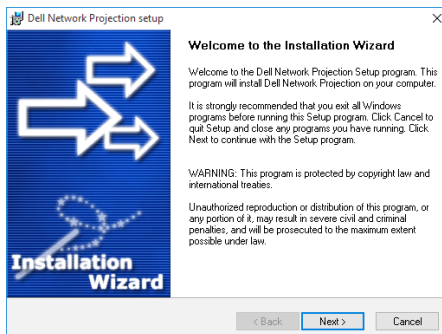 Dell Network Projection setup
Welcome to the Installation Wizard
Welcome to the Dell Network Projection Setup program. This
program will install Dell Network Projection on your computer.
It is strongly recommended that you exit all Windows
programs before running this Setup program. Click Cancel to
quit Setup and close any programs you have running. Click
Next to continue with the Setup program.
WARNING: This program is protected by copyright law and
international treaties.
Unauthorized reproduction or distribution of this program, or
any portion of it, may result in severe civil and criminal
penalties, and will be prosecuted to the maximum extent
possible under law.
Installation
Wizard
< Back
Next >
Cancel